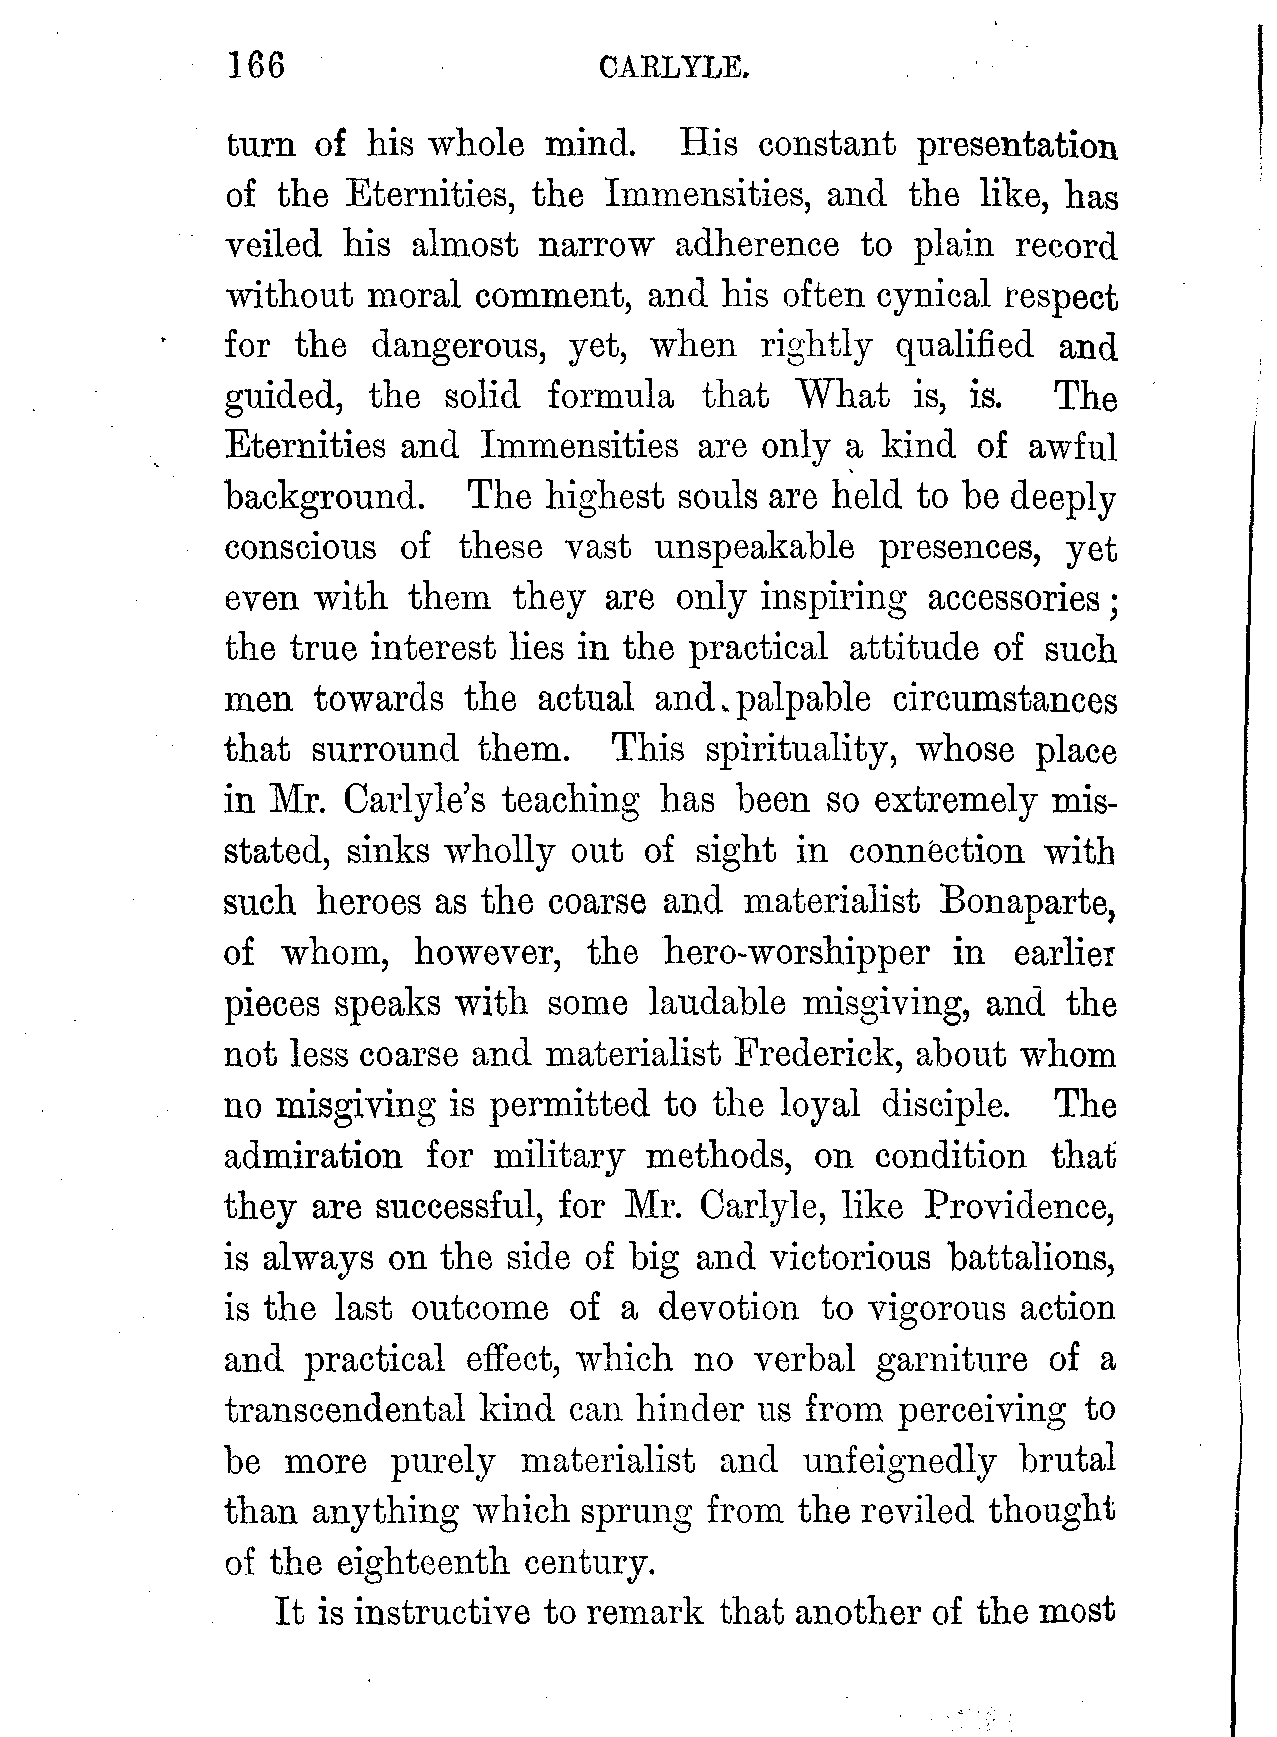 166 CARLYLE.
turn of his whole mind. His constant presentation
of the Eternities, the Immensities, and the like, has
veiled his almost narrow adherence to plain record
without moral comment, and his often cynical respect
for the dangerous, yet, when rightly qualified and
guided, the solid formula that What is, is. The
Eternities and Immensities are only a kind of awful
background. The highest souls are held to be deeply
conscious of these vast unspeakable presences, yet
even with them they are only inspiring accessories;
the true interest lies in the practical attitude of such
men towards the actual and palpable circumstances
that surround them. This spirituality, whose place
in Mr. Carlyle's teaching has been so extremely mis-
stated, sinks wholly out of sight in connection with
such heroes as the coarse and materialist Bonaparte,
of whom, however, the hero-worshipper in earlier
pieces speaks with some laudable misgiving, and the
not less coarse and materialist Frederick, about whom
no misgiving is permitted to the loyal disciple. The
admiration for military methods, on condition that
they are successful, for Mr. Carlyle, like Providence,
is always on the side of big and victorious battalions,
is the last outcome of a devotion to vigorous action
and practical effect, which no verbal garniture of a
transcendental kind can hinder us from perceiving to
be more purely materialist and unfeignedly brutal
than anything which sprung from the reviled thought
of the eighteenth century.
It is instructive to remark that another of the most